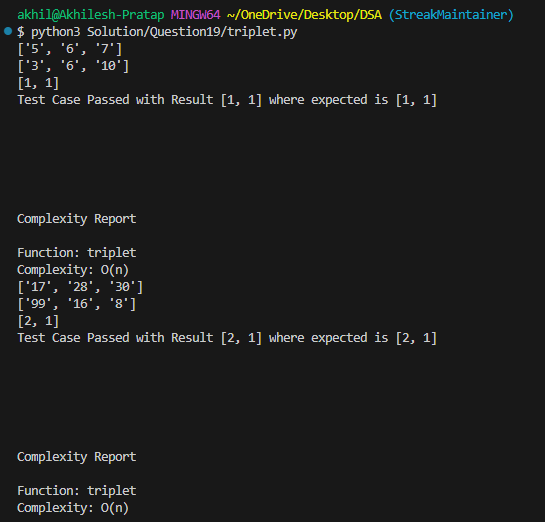 akhil@Akhilesh-Pratap MINGW64 ~/OneDrive/Desktop/DSA (StreakMaintainer)
$ python3 Solution/Question19/triplet.py
['5', '6', '7']
['3', '6', '10']
[1, 1]
Test Case Passed with Result [1, 1] where expected is [1, 1]
Complexity Report
Function: triplet
Complexity: O(n)
['17', '28', '30']
['99', '16', '8']
[2, 1]
Test Case Passed with Result [2, 1] where expected is [2, 1]
Complexity Report
Function: triplet
Complexity: O(n)